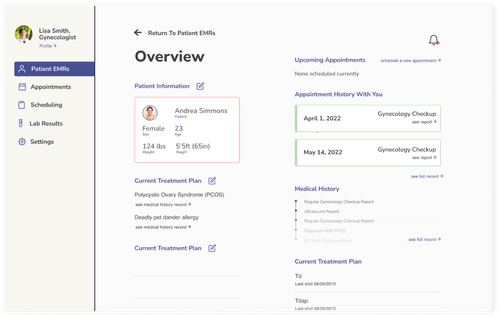 Lisa Smith,
Gynecologist
Profile
Patient EMRs
Appointments
Scheduling
Lab Results
Settings
Return To Patient EMRs
Overview
Patient Information
Andrea Simmons
Patient
Female
Sex
23
Age
124 lbs
Weight
5'5ft (65in)
Height
Current Treatment Plan
Polycystic Ovary Syndrome (PCOS)
see medical history record
Deadly pet dander allergy
see medical history record
Current Treatment Plan
Upcoming Appointments
schedule a new appointment
None scheduled currently
Appointment History With You
April 1, 2022
Gynecology Checkup
see report
May 14, 2022
Gynecology Checkup
see report
see full record
Medical History
Regular Gynecology Checkup Report
Ultrasound Report
Regular Gynecology Checkup Report
Diagnosis With PCOS
Checkup Report
see full record
Current Treatment Plan
Td
Last shot 06/05/2012
Tdap
Last shot 06/05/2012